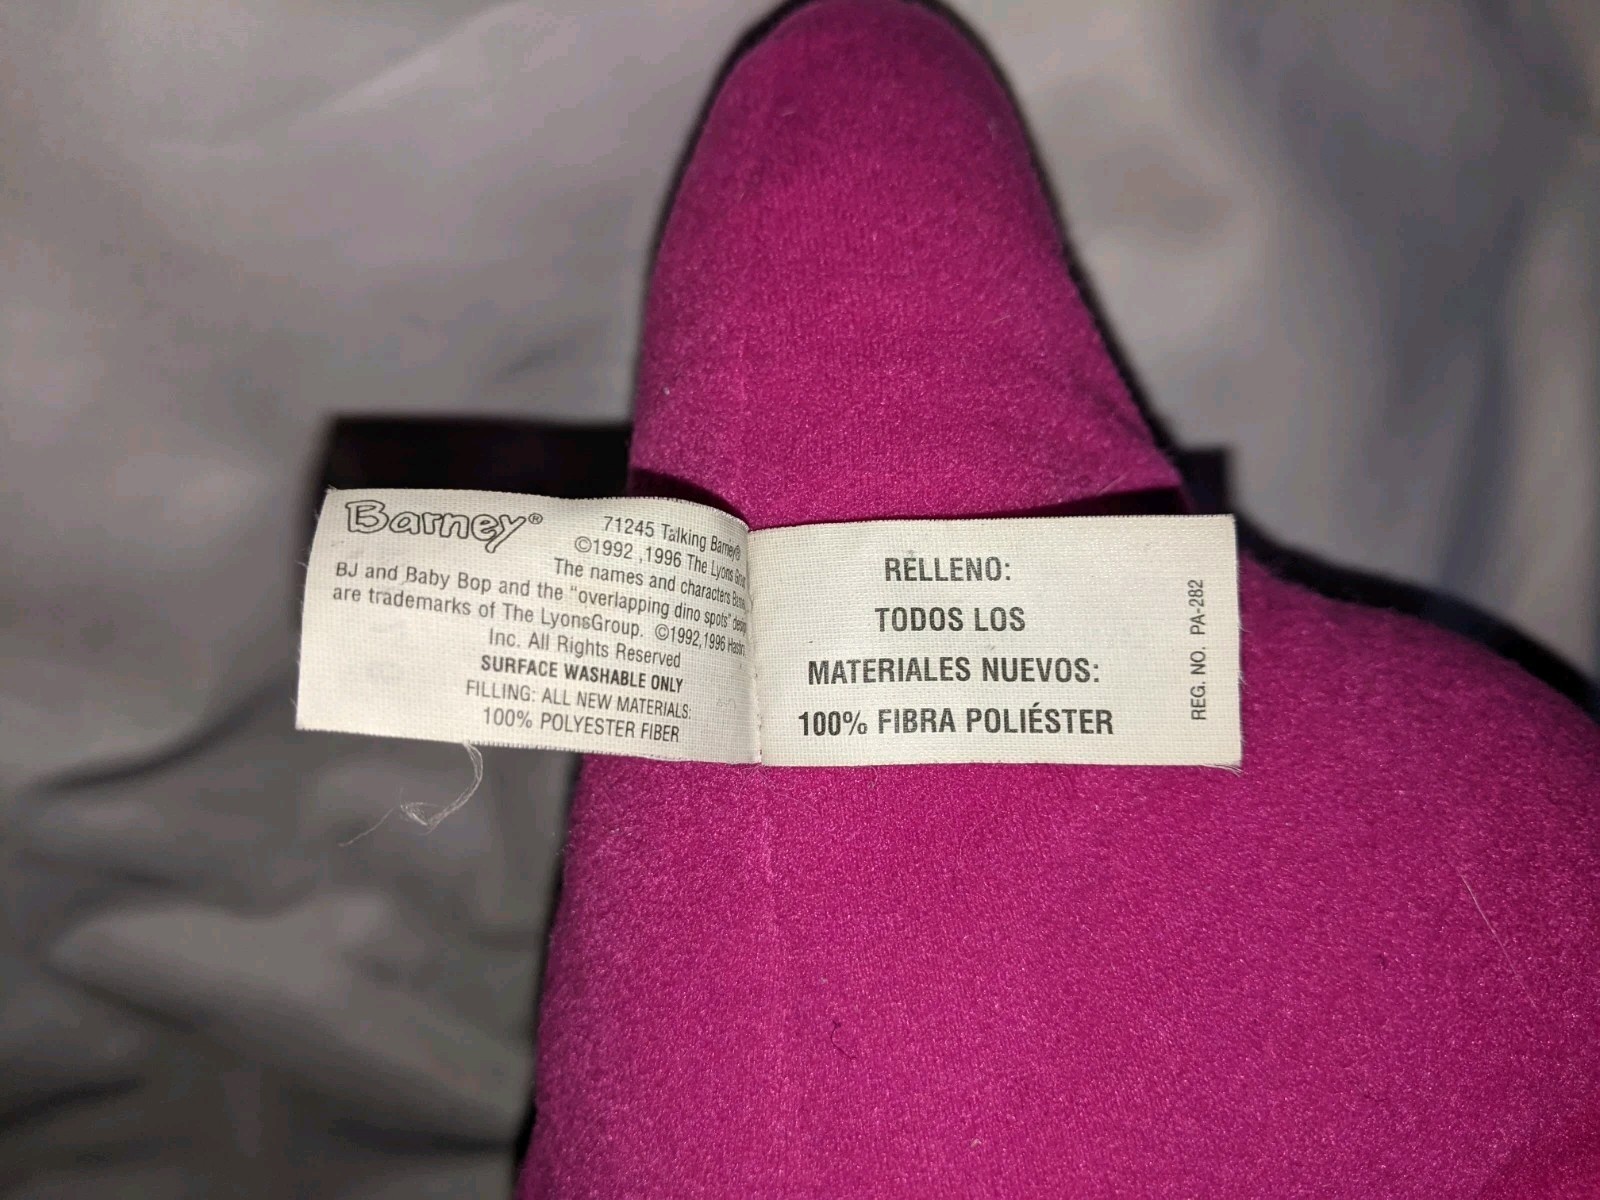 Barney®
71245 Talking Barney®
©1992 ,1996 The Lyons
The names and characters
BJ and Baby Bop and the "overlapping dino spots"
are trademarks of The LyonsGroup. ©1992,1996
Inc. All Rights Reserved
SURFACE WASHABLE ONLY
FILLING: ALL NEW MATERIALS:
100% POLYESTER FIBER
RELLENO:
TODOS LOS
MATERIALES NUEVOS:
100% FIBRA POLIÉSTER
REG. NO. PA-282